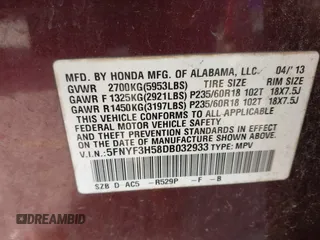 MFD. BY HONDA MFG. OF ALABAMA, LLC. 04/'13
GVWR 2700KG(5953LBS) TIRE SIZE RIM SIZE
GAWR F 1325KG(2921LBS) P235/60R18 102T 18X7.5J
GAWR R1450KG(3197LBS) P235/60R18 102T 18X7.5J
THIS VEHICLE CONFORMS TO ALL APPLICABLE
FEDERAL MOTOR VEHICLE SAFETY AND THEFT
PREVENTION STANDARDS IN EFFECT ON THE DATE
OF MANUFACTURE SHOWN ABOVE.
V.I.N.:5FNYF3H58DB032933 TYPE: MPV
SZB D AC5 -R529P -F -B
DIAMOND BID